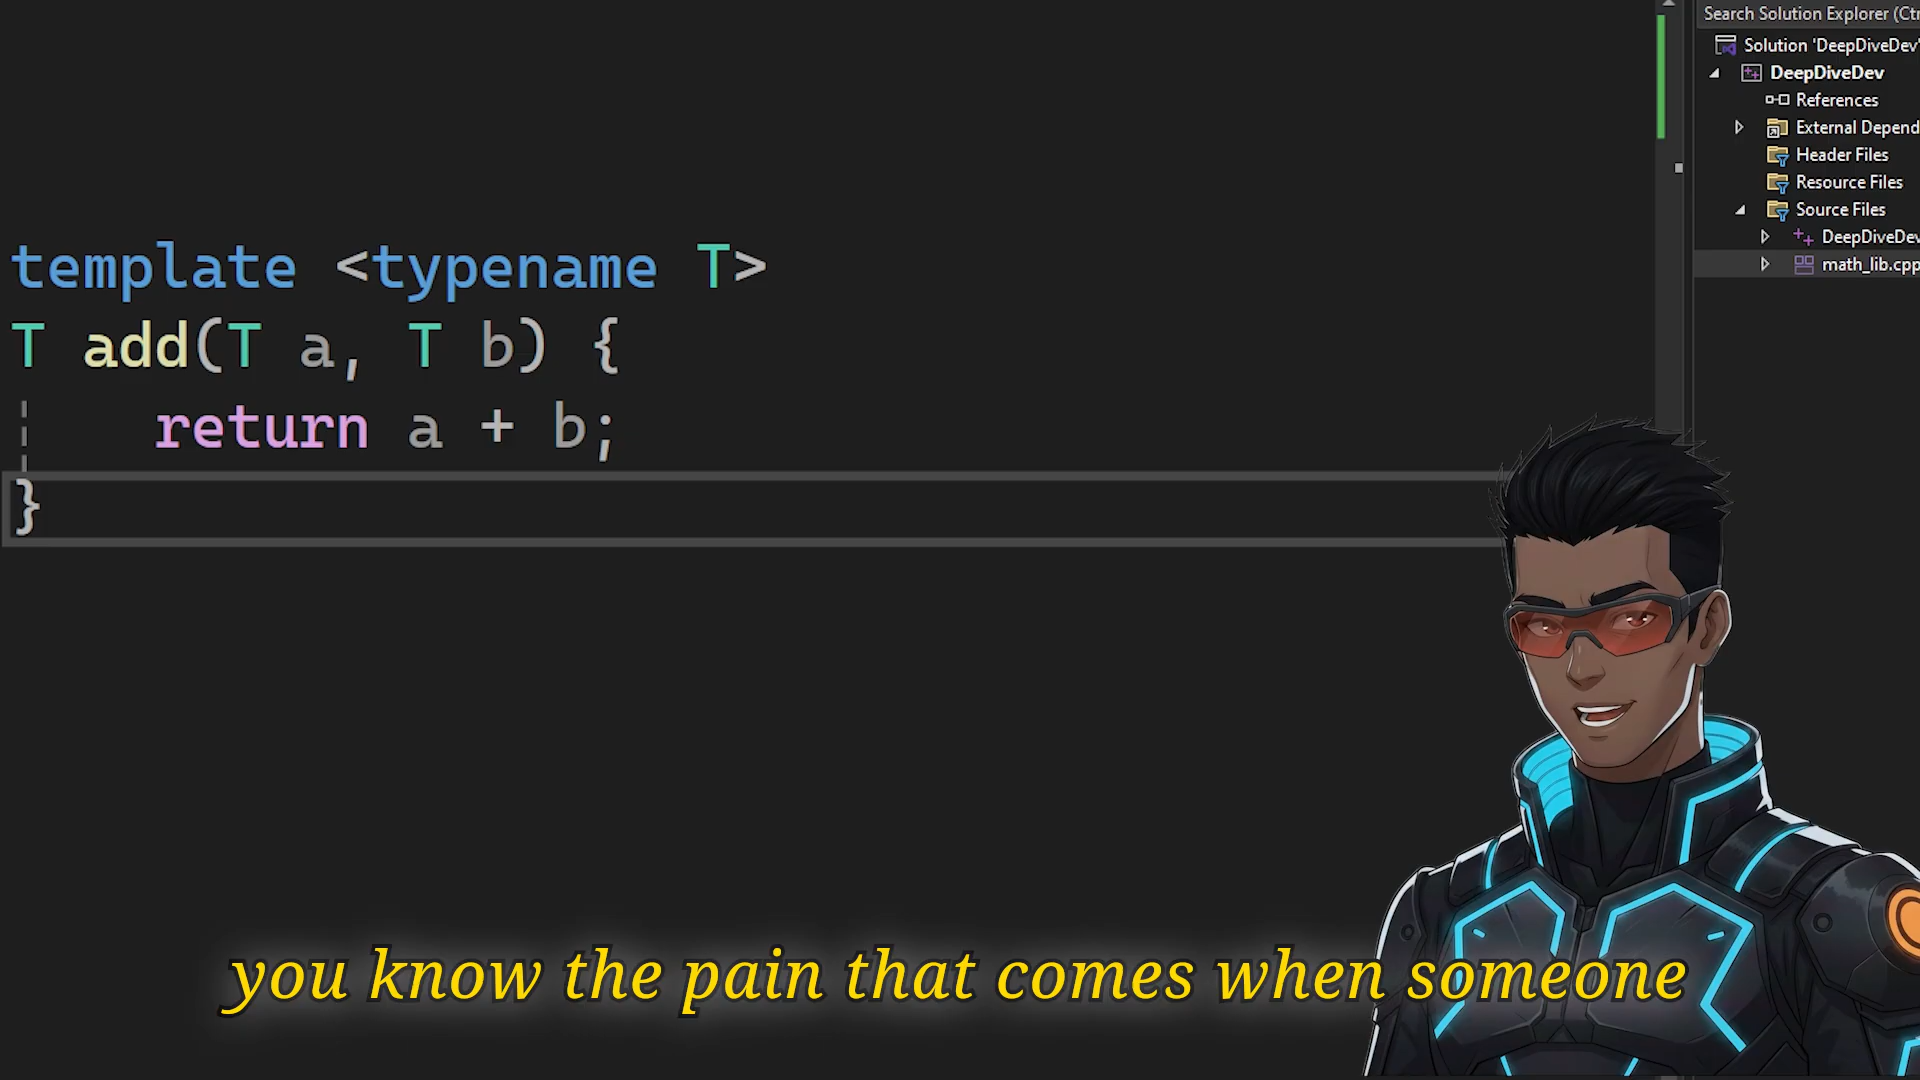 template <typename T>
T add(T a, T b) {
return a + b;
}
Search Solution Explorer (Ctr
Solution 'DeepDiveDev'
DeepDiveDev
References
External Depend
Header Files
Resource Files
Source Files
DeepDiveDev
math_lib.cpp
you know the pain that comes when someone